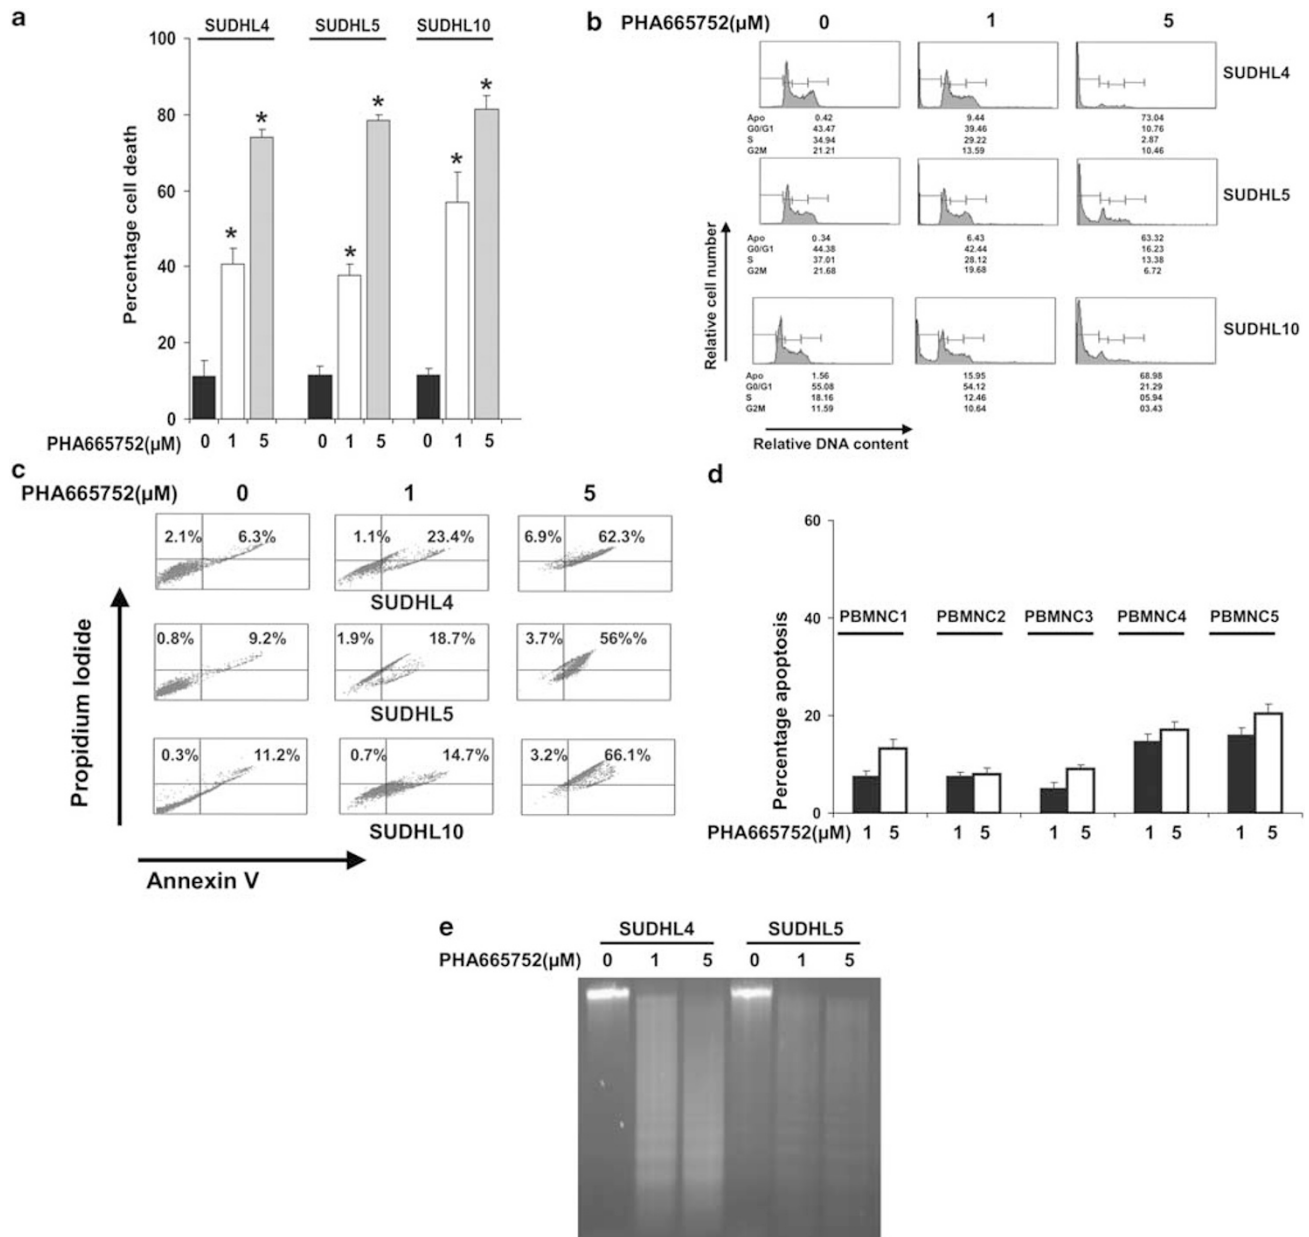 a
SUDHL4 SUDHL5 SUDHL10
Percentage cell death
100
80
60
40
20
0
* * * * * *
0 1 5 0 1 5 0 1 5
PHA665752(µM)
b
PHA665752(µM) 0 1 5
SUDHL4
Apo 0.42 9.44 73.04
G0/G1 43.47 39.46 10.76
S 34.94 29.22 2.87
G2M 21.21 13.59 10.46
SUDHL5
Apo 0.34 6.43 63.32
G0/G1 44.38 42.44 16.23
S 37.01 28.12 13.38
G2M 21.68 19.68 6.72
SUDHL10
Apo 1.56 15.95 68.98
G0/G1 55.08 54.12 21.29
S 18.16 12.46 05.94
G2M 11.59 10.64 03.43
Relative cell number
Relative DNA content
c
PHA665752(µM) 0 1 5
2.1% 6.3% 1.1% 23.4% 6.9% 62.3%
SUDHL4
0.8% 9.2% 1.9% 18.7% 3.7% 56%%
SUDHL5
0.3% 11.2% 0.7% 14.7% 3.2% 66.1%
SUDHL10
Propidium Iodide
Annexin V
d
60
40
20
0
Percentage apoptosis
PBMNC1 PBMNC2 PBMNC3 PBMNC4 PBMNC5
PHA665752(µM) 1 5 1 5 1 5 1 5 1 5
e
SUDHL4 SUDHL5
PHA665752(µM) 0 1 5 0 1 5